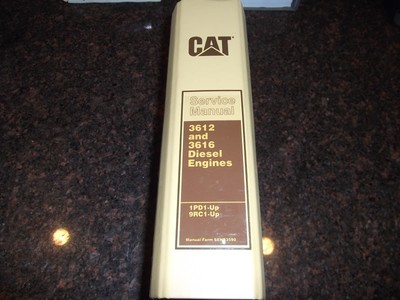 CAT
Service
Manual
3612
and
3616
Diesel
Engines
1PD1-Up
9RC1-Up
Manual Form